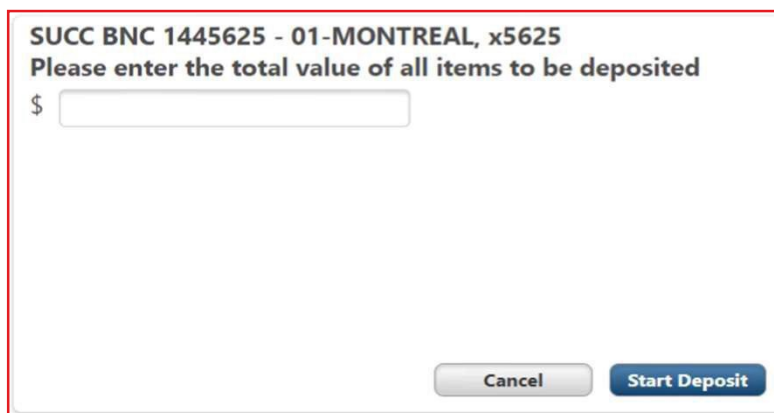 SUCC BNC 1445625 - 01-MONTREAL, x5625
Please enter the total value of all items to be deposited
$
Cancel Start Deposit